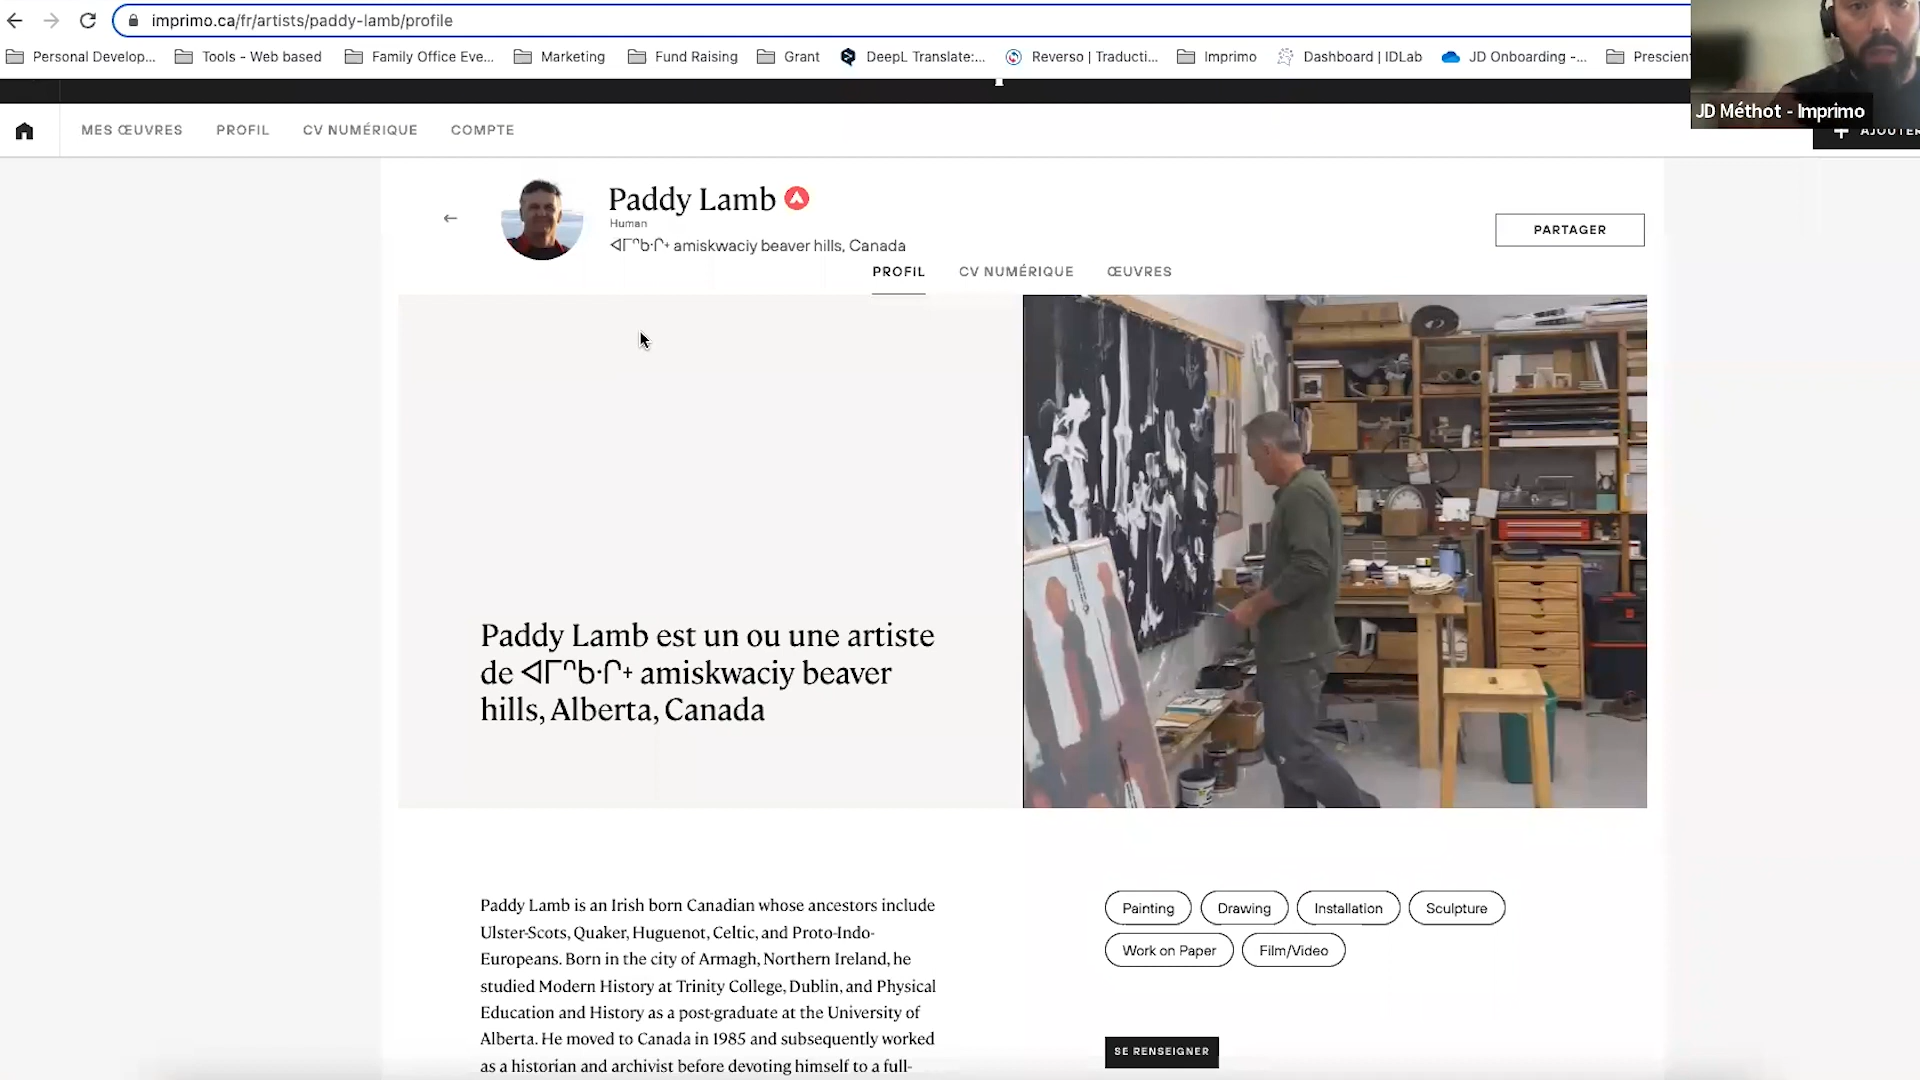 imprimo.ca/fr/artists/paddy-lamb/profile
Personal Develop... Tools - Web based Family Office Eve... Marketing Fund Raising Grant DeepL Translate:... Reverso | Traducti... Imprimo Dashboard | IDLab JD Onboarding -... Prescien
JD Méthot - Imprimo
MES ŒUVRES PROFIL CV NUMÉRIQUE COMPTE
+ AJOUTER
Paddy Lamb
Human
ᐊᒥᐢᑲᐧᒋᐩ amiskwaciy beaver hills, Canada
PARTAGER
PROFIL CV NUMÉRIQUE ŒUVRES
Paddy Lamb est un ou une artiste
de ᐊᒥᐢᑲᐧᒋᐩ amiskwaciy beaver
hills, Alberta, Canada
Paddy Lamb is an Irish born Canadian whose ancestors include
Ulster-Scots, Quaker, Huguenot, Celtic, and Proto-Indo-
Europeans. Born in the city of Armagh, Northern Ireland, he
studied Modern History at Trinity College, Dublin, and Physical
Education and History as a post-graduate at the University of
Alberta. He moved to Canada in 1985 and subsequently worked
as a historian and archivist before devoting himself to a full-
Painting Drawing Installation Sculpture
Work on Paper Film/Video
SE RENSEIGNER